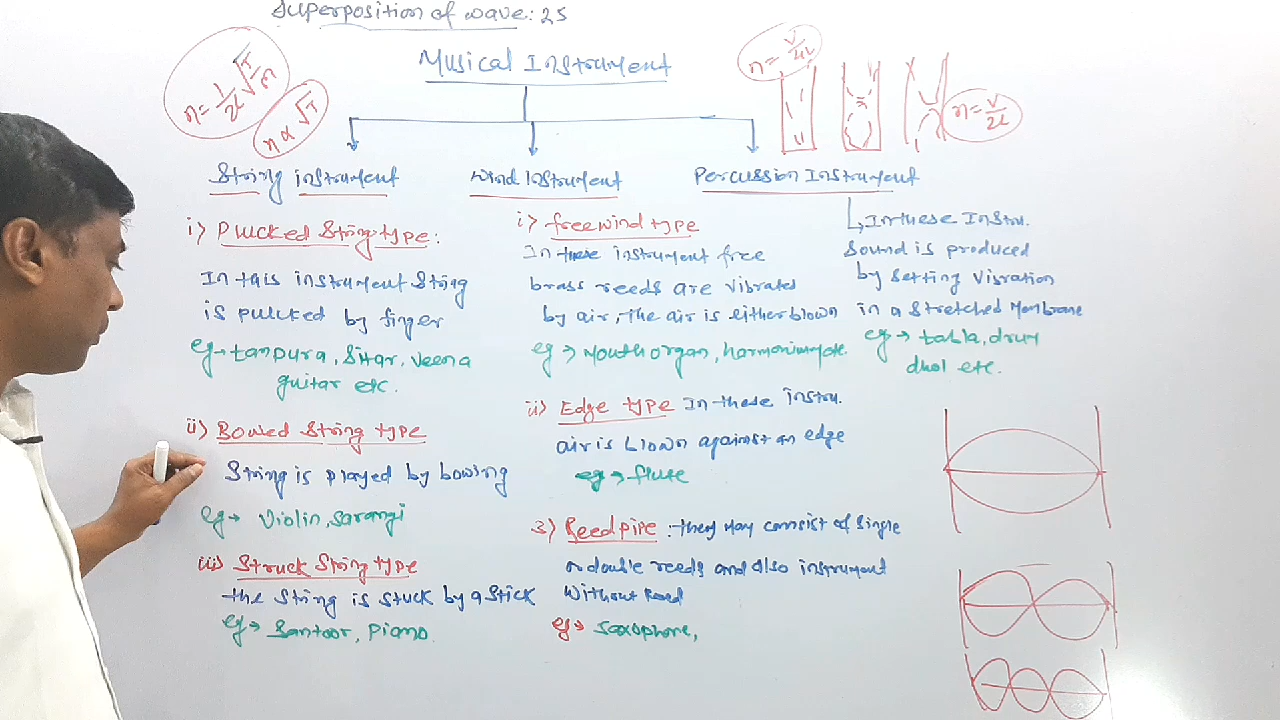 Superposition of wave: 25
Musical Instrument
n = 1/2l √T/m
n ∝ √T
n = v/4l
n = v/2l
String instrument
i) Plucked String type:
In this instrument String
is plucked by finger
eg → tanpura, Sitar, veena
guitar etc.
ii) Bowed String type
String is played by bowing
eg → Violin, Sarangi
iii) Struck String type
the String is stuck by a Stick
eg → Santoor, Piano.
Wind Instrument
i) free wind type
In these instrument free
brass reeds are vibrated
by air, The air is either blown
eg → Mouth organ, harmonium etc.
ii) Edge type In these instru.
air is blown against an edge
eg → flute
3) Reed pipe : they may consist of single
or double reeds and also instrument
without Reed
eg → Saxophone,
Percussion Instrument
In these Instru.
Sound is produced
by setting vibration
in a stretched Membrane
eg → tabla, drum
dhol etc.